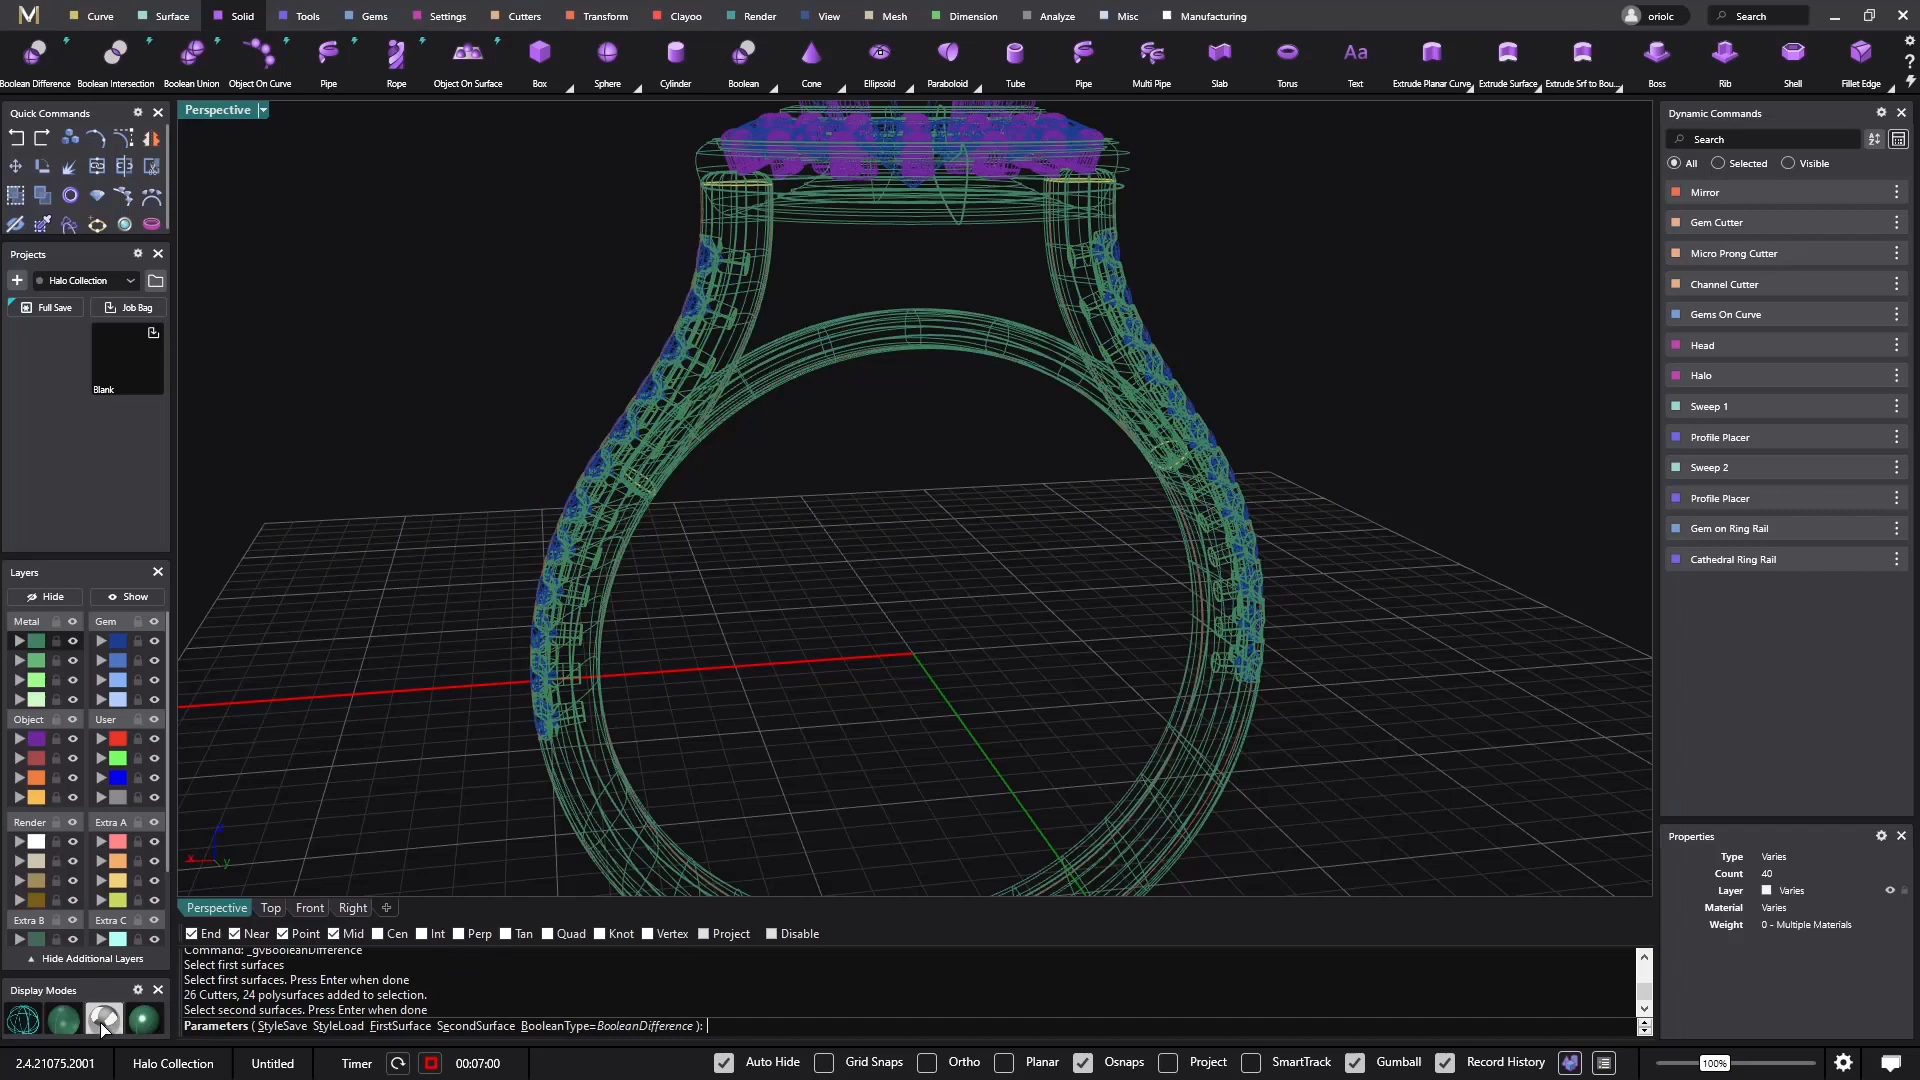 Curve
Surface
Solid
Tools
Gems
Settings
Cutters
Transform
Clayoo
Render
View
Mesh
Dimension
Analyze
Misc
Manufacturing
oriolc
Search
Boolean Difference
Boolean Intersection
Boolean Union
Object On Curve
Pipe
Rope
Object On Surface
Box
Sphere
Cylinder
Boolean
Cone
Ellipsoid
Paraboloid
Tube
Pipe
Multi Pipe
Slab
Torus
Aa
Text
Extrude Planar Curve
Extrude Surface
Extrude Srf to Bou...
Boss
Rib
Shell
Fillet Edge
Quick Commands
Projects
Halo Collection
Full Save
Job Bag
Blank
Layers
Hide
Show
Metal
Gem
Object
User
Render
Extra A
Extra B
Extra C
Hide Additional Layers
Display Modes
Perspective
x
y
Perspective
Top
Front
Right
End
Near
Point
Mid
Cen
Int
Perp
Tan
Quad
Knot
Vertex
Project
Disable
Command: _gvBooleanDifference
Select first surfaces
Select first surfaces. Press Enter when done
26 Cutters, 24 polysurfaces added to selection.
Select second surfaces. Press Enter when done
Parameters ( StyleSave StyleLoad FirstSurface SecondSurface BooleanType=BooleanDifference ):
Dynamic Commands
Search
All
Selected
Visible
Mirror
Gem Cutter
Micro Prong Cutter
Channel Cutter
Gems On Curve
Head
Halo
Sweep 1
Profile Placer
Sweep 2
Profile Placer
Gem on Ring Rail
Cathedral Ring Rail
Properties
Type Varies
Count 40
Layer Varies
Material Varies
Weight 0 - Multiple Materials
2.4.21075.2001
Halo Collection
Untitled
Timer
00:07:00
Auto Hide
Grid Snaps
Ortho
Planar
Osnaps
Project
SmartTrack
Gumball
Record History
100%